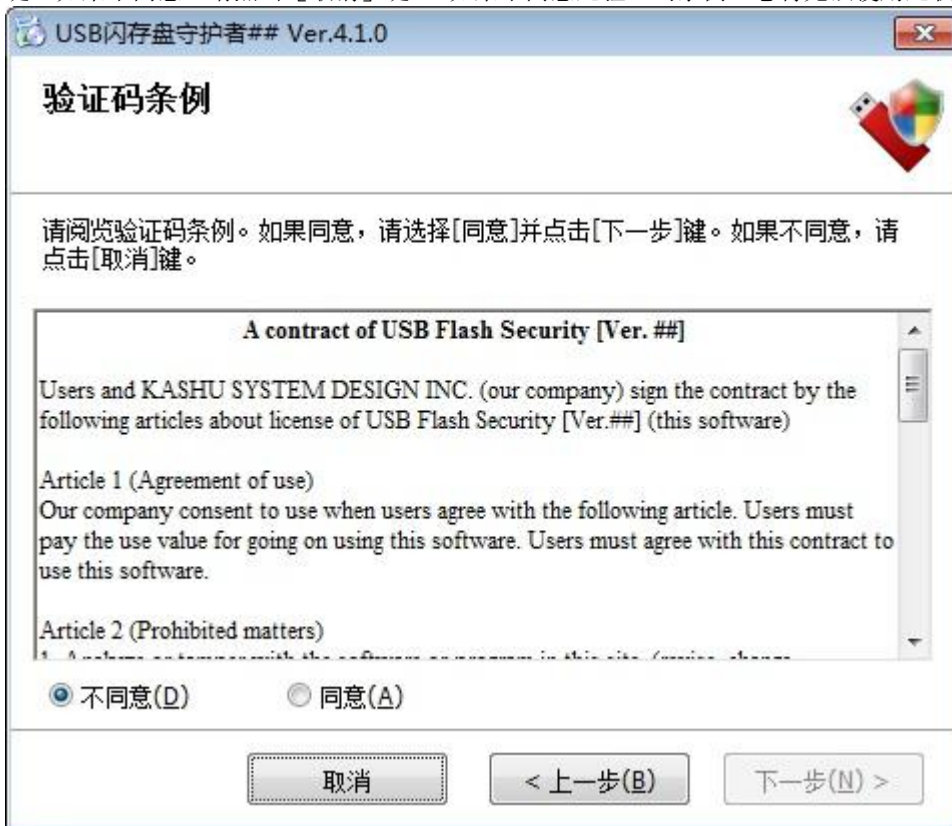 USB闪存盘守护者## Ver.4.1.0
验证码条例
请阅览验证码条例。如果同意，请选择[同意]并点击[下一步]键。如果不同意，请
点击[取消]键。
A contract of USB Flash Security [Ver. ##]
Users and KASHU SYSTEM DESIGN INC. (our company) sign the contract by the
following articles about license of USB Flash Security [Ver.##] (this software)
Article 1 (Agreement of use)
Our company consent to use when users agree with the following article. Users must
pay the use value for going on using this software. Users must agree with this contract to
use this software.
Article 2 (Prohibited matters)
不同意(D) 同意(A)
取消 < 上一步(B) 下一步(N) >